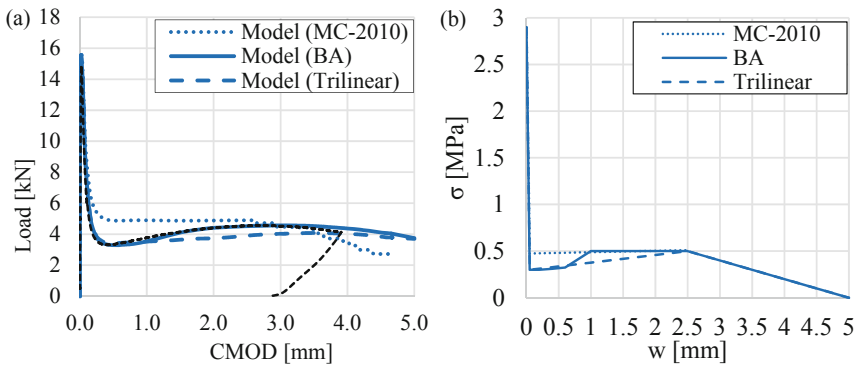 (a)
18
16
14
12
10
8
6
4
2
0
Load [kN]
Model (MC-2010)
Model (BA)
Model (Trilinear)
0.0 1.0 2.0 3.0 4.0 5.0
CMOD [mm]
(b)
3
2.5
2
1.5
1
0.5
0
σ [MPa]
MC-2010
BA
Trilinear
0 0.5 1 1.5 2 2.5 3 3.5 4 4.5 5
w [mm]